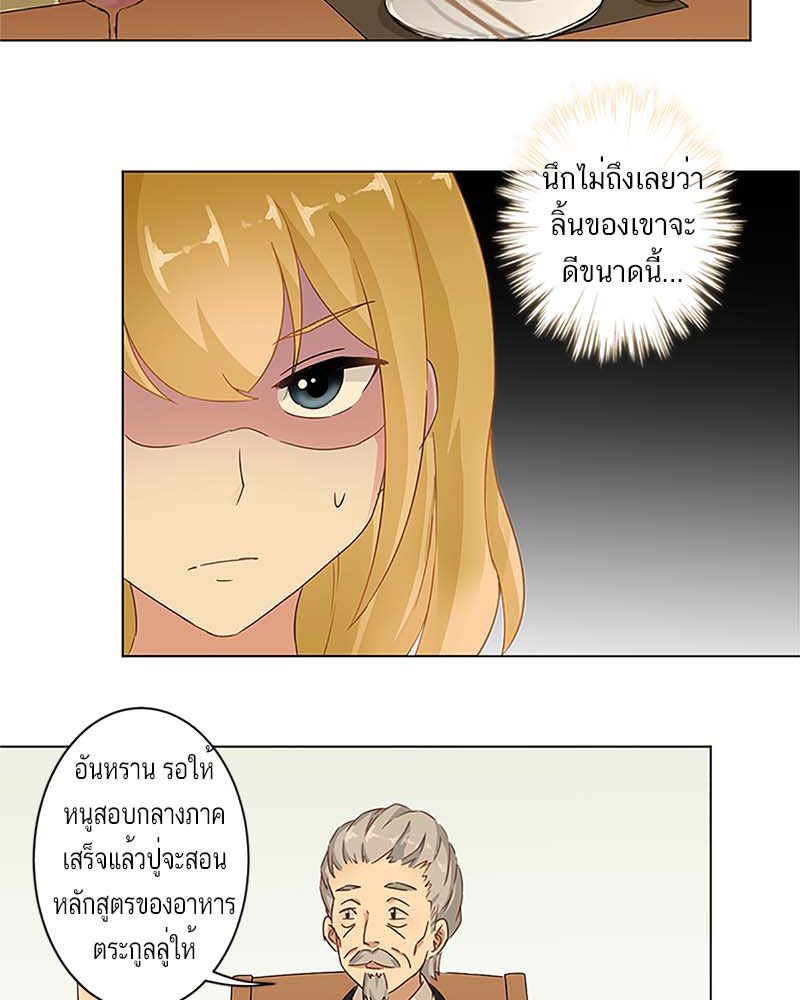 นึกไม่ถึงเลยว่า
ลิ้นของเขาจะ
ดีขนาดนี้...
อันหราน รอให้
หนูสอบกลางภาค
เสร็จแล้วปู่จะสอน
หลักสูตรของอาหาร
ตระกูลลู่ให้